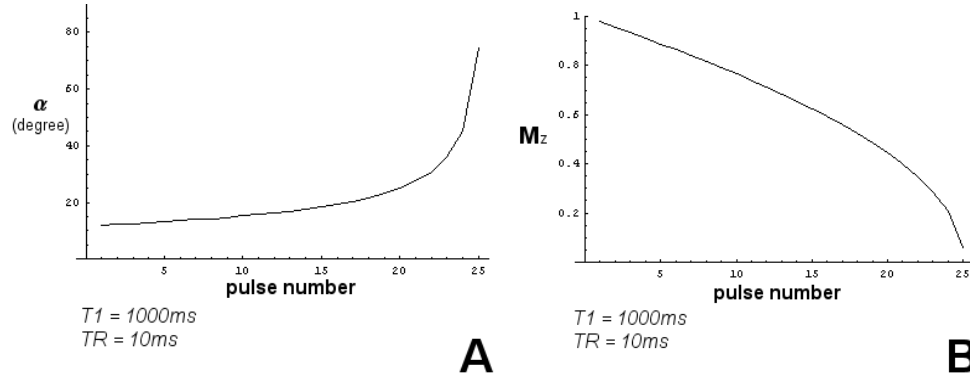 80
60
α
(degree)
40
20
5 10 15 20 25
pulse number
T1 = 1000ms
TR = 10ms
A
1
0.8
0.6
Mz
0.4
0.2
5 10 15 20 25
pulse number
T1 = 1000ms
TR = 10ms
B